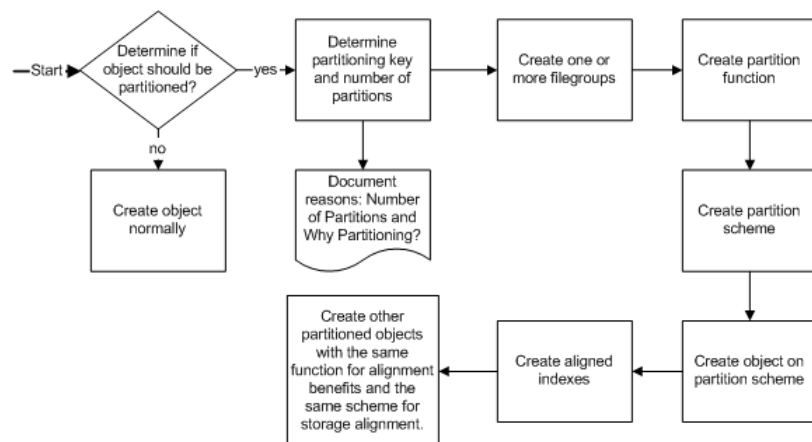 Start
Determine if
object should be
partitioned?
yes
no
Create object
normally
Determine
partitioning key
and number of
partitions
Document
reasons: Number
of Partitions and
Why Partitioning?
Create one or
more filegroups
Create partition
function
Create partition
scheme
Create object on
partition scheme
Create aligned
indexes
Create other
partitioned objects
with the same
function for alignment
benefits and the
same scheme for
storage alignment.